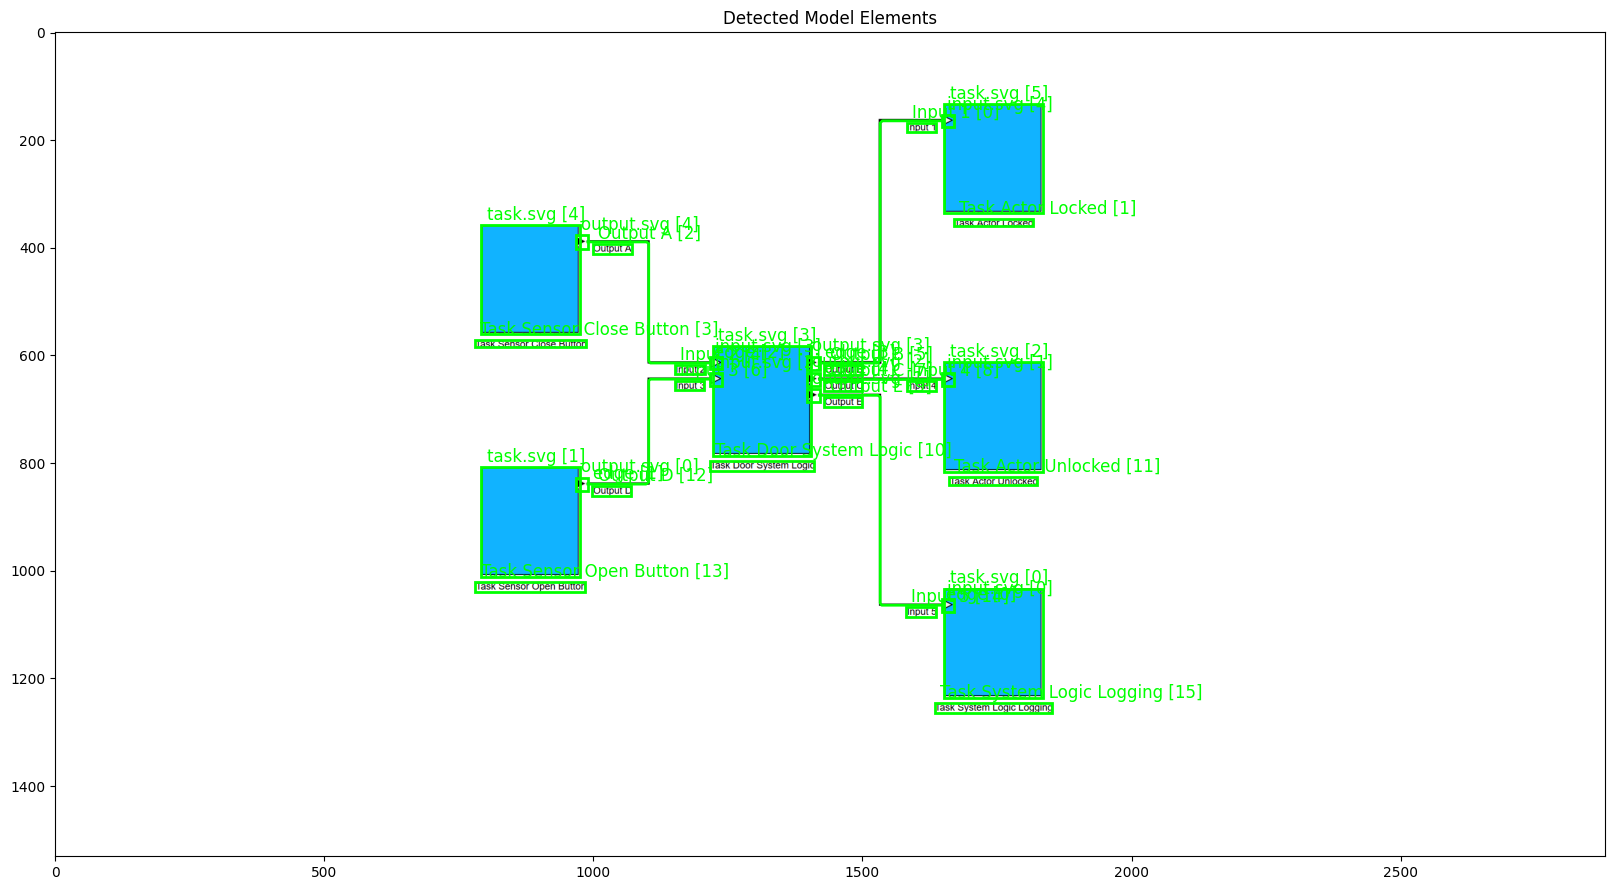 Detected Model Elements
0
200
400
600
800
1000
1200
1400
task.svg [5]
input.svg [4]
Input 1
Task Actor Locked [1]
Task Actor Locked
task.svg [4]
output.svg [4]
Output A [2]
Output A
Task Sensor Close Button [3]
Task Sensor Close Button
task.svg [3]
output.svg [3]
Input 2
Input 3
Output C
Output E
Task Door System Logic [10]
Task Door System Logic
task.svg [2]
Input 4
Task Actor Unlocked [11]
Task Actor Unlocked
task.svg [1]
output.svg [0]
Output D [12]
Output D
Task Sensor Open Button [13]
Task Sensor Open Button
task.svg [0]
input.svg [0]
Input 5
Task System Logic Logging [15]
Task System Logic Logging
0
500
1000
1500
2000
2500